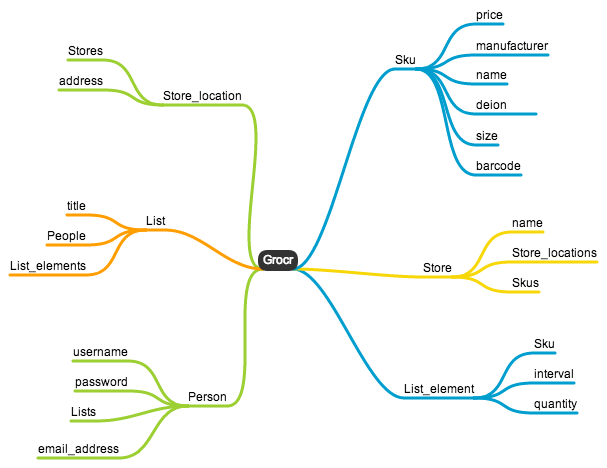 Grocr
Store_location
Stores
address
List
title
People
List_elements
Person
username
password
Lists
email_address
Sku
price
manufacturer
name
deion
size
barcode
Store
name
Store_locations
Skus
List_element
Sku
interval
quantity